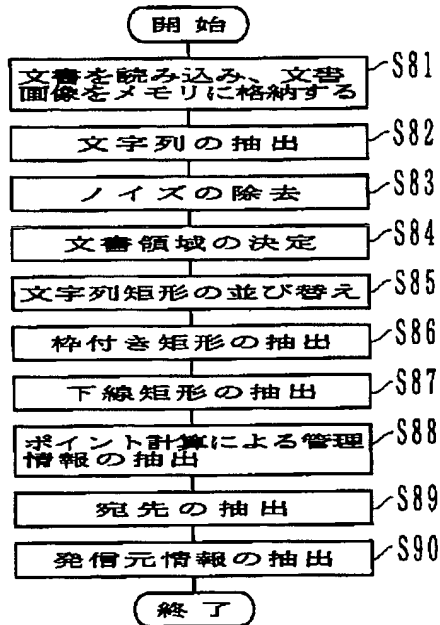 開始
文書を読み込み、文書
画像をメモリに格納する
S81
文字列の抽出
S82
ノイズの除去
S83
文書領域の決定
S84
文字列矩形の並び替え
S85
枠付き矩形の抽出
S86
下線矩形の抽出
S87
ポイント計算による管理
情報の抽出
S88
宛先の抽出
S89
発信元情報の抽出
S90
終了